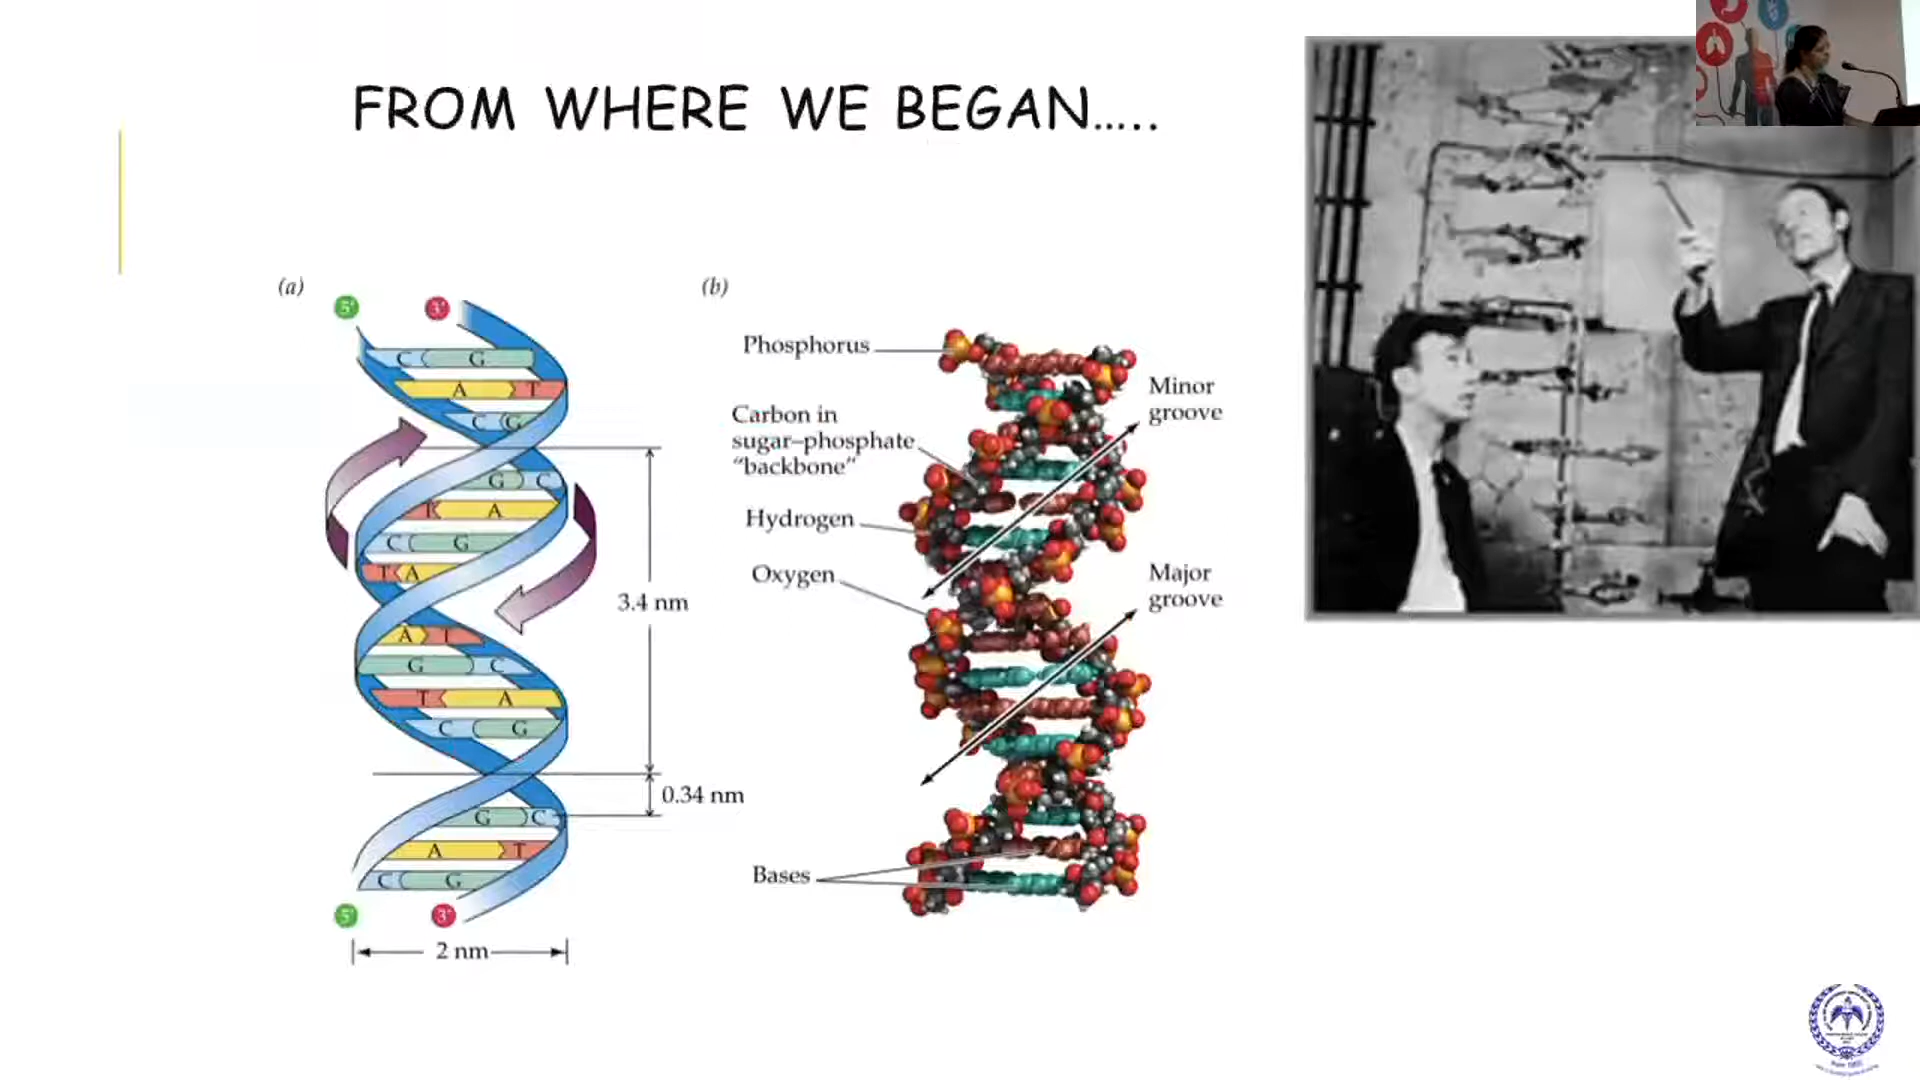 FROM WHERE WE BEGAN.....
(a)
5' 3'
C G
A T
C G
G C
T A
C G
T A
A T
G C
T A
C G
G C
A T
C G
5' 3'
3.4 nm
0.34 nm
2 nm
(b)
Phosphorus
Carbon in
sugar–phosphate
“backbone”
Hydrogen
Oxygen
Bases
Minor
groove
Major
groove